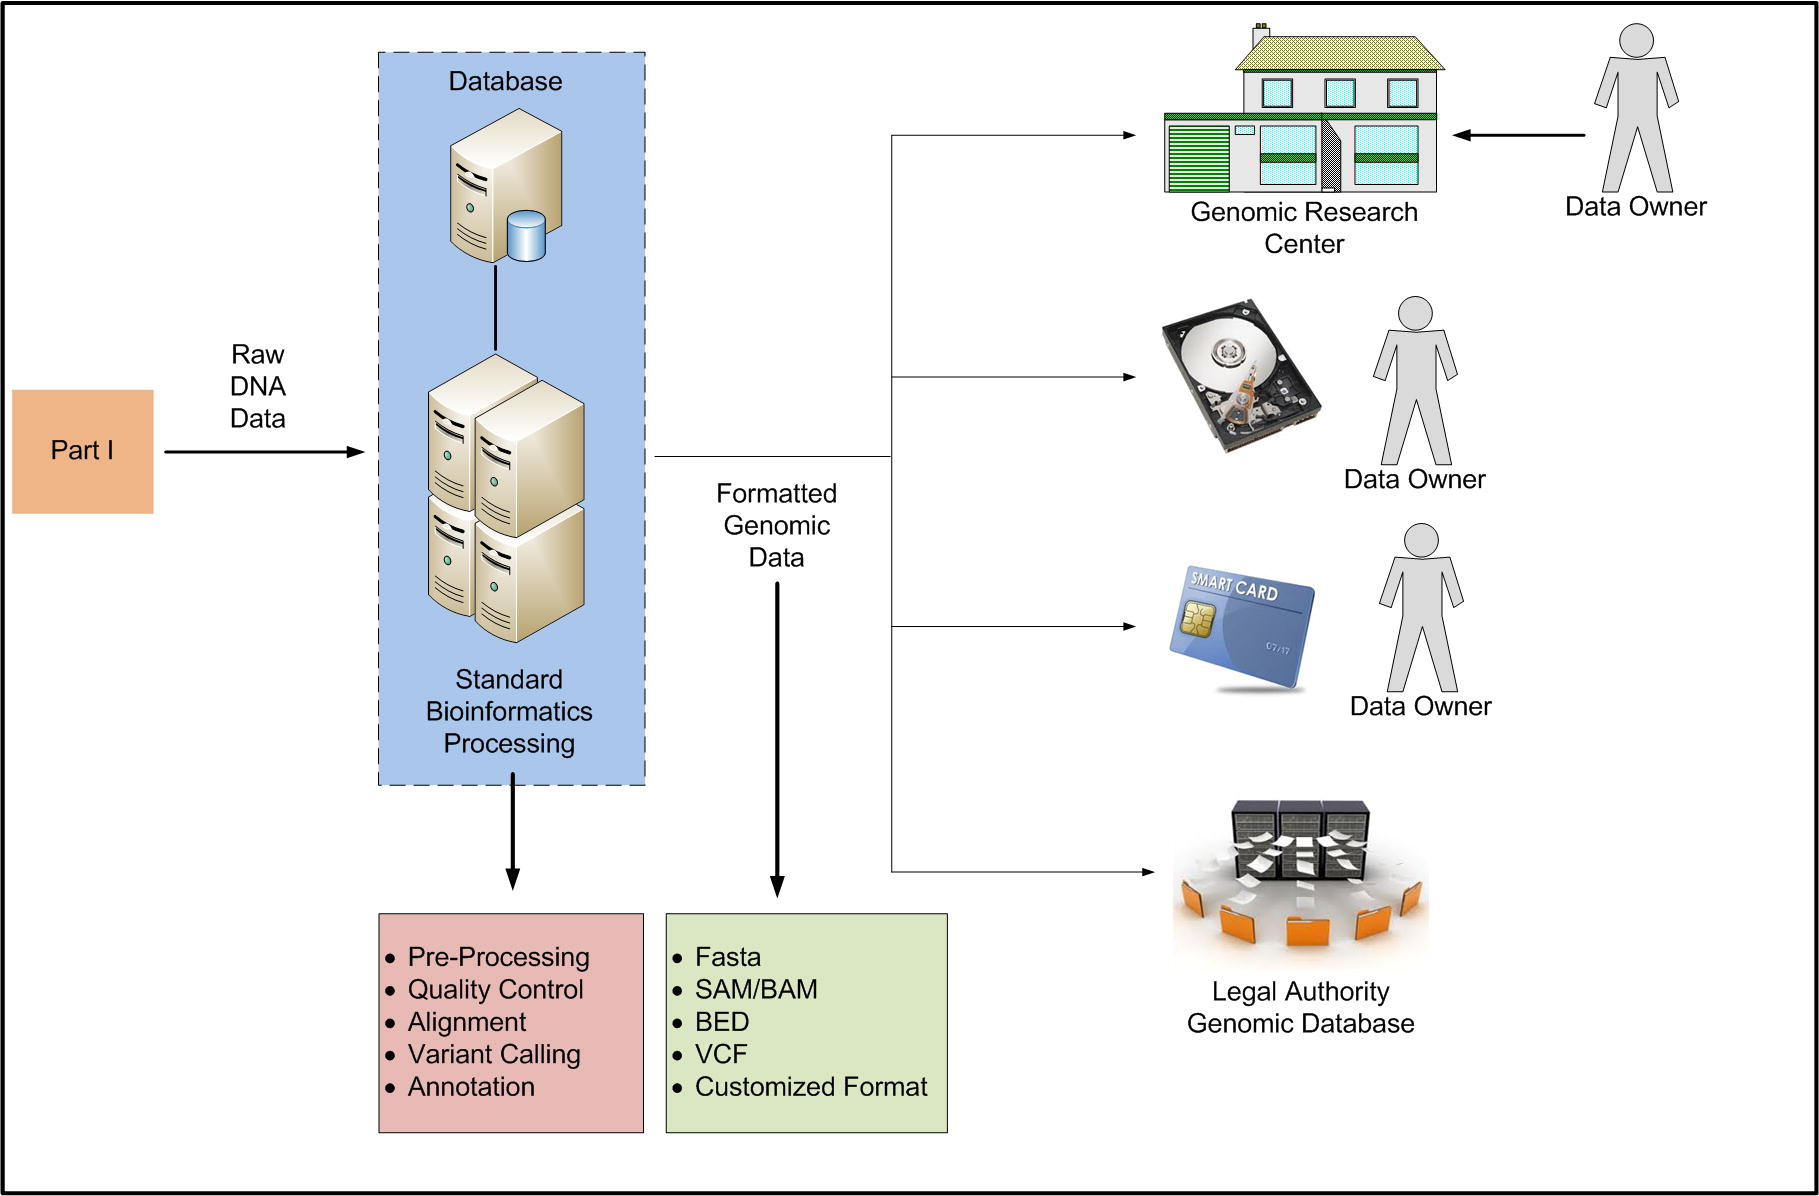 Database
Genomic Research
Center
Data Owner
Raw
DNA
Data
Part I
Data Owner
Formatted
Genomic
Data
SMART CARD
07/17
Data Owner
Standard
Bioinformatics
Processing
• Pre-Processing
• Quality Control
• Alignment
• Variant Calling
• Annotation
• Fasta
• SAM/BAM
• BED
• VCF
• Customized Format
Legal Authority
Genomic Database